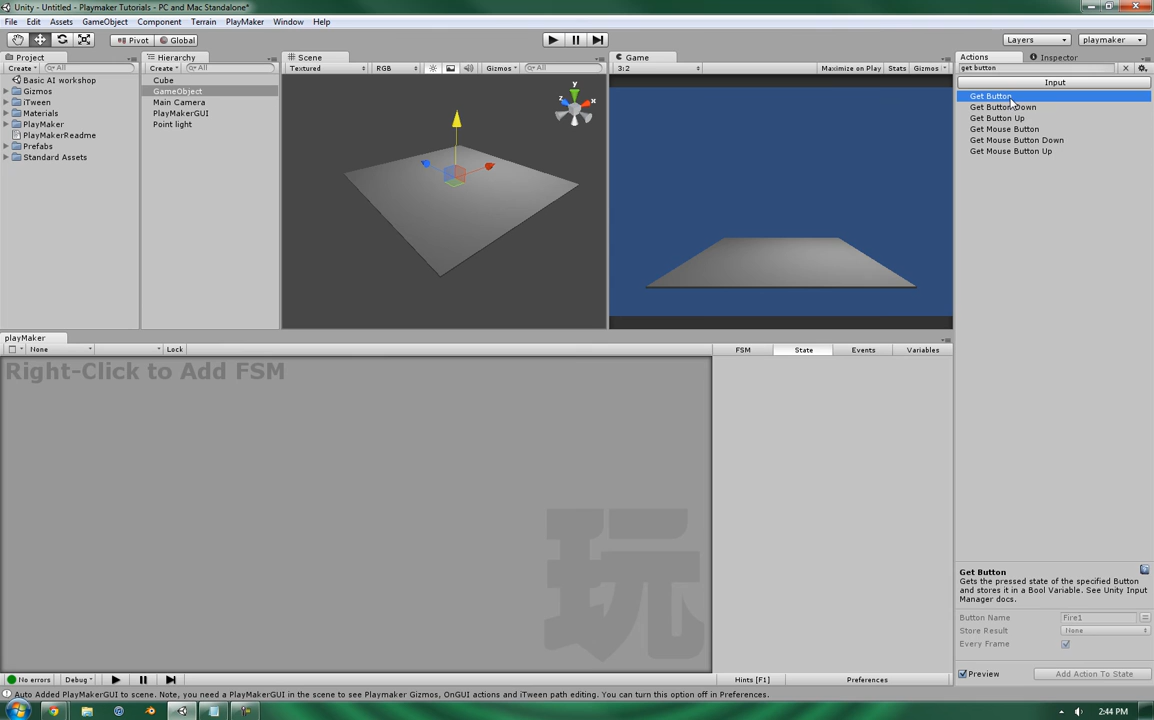 Unity - Untitled - Playmaker Tutorials - PC and Mac Standalone*
File Edit Assets GameObject Component Terrain PlayMaker Window Help
Pivot Global Layers playmaker
Project Hierarchy Scene Game Actions Inspector
Create All Create All Textured RGB Gizmos All 3:2 Maximize on Play Stats Gizmos get button
Basic AI workshop
Gizmos
iTween
Materials
PlayMaker
PlayMakerReadme
Prefabs
Standard Assets
Cube
GameObject
Main Camera
PlayMakerGUI
Point light
y
x
z
Input
Get Button
Get Button Down
Get Button Up
Get Mouse Button
Get Mouse Button Down
Get Mouse Button Up
playMaker
None Lock FSM State Events Variables
Right-Click to Add FSM
玩
Get Button
Gets the pressed state of the specified Button
and stores it in a Bool Variable. See Unity Input
Manager docs.
Button Name Fire1
Store Result None
Every Frame
Preview Add Action To State
No errors Debug Hints [F1] Preferences
Auto Added PlayMakerGUI to scene. Note, you need a PlayMakerGUI in the scene to see Playmaker Gizmos, OnGUI actions and iTween path editing. You can turn this option off in Preferences.
2:44 PM